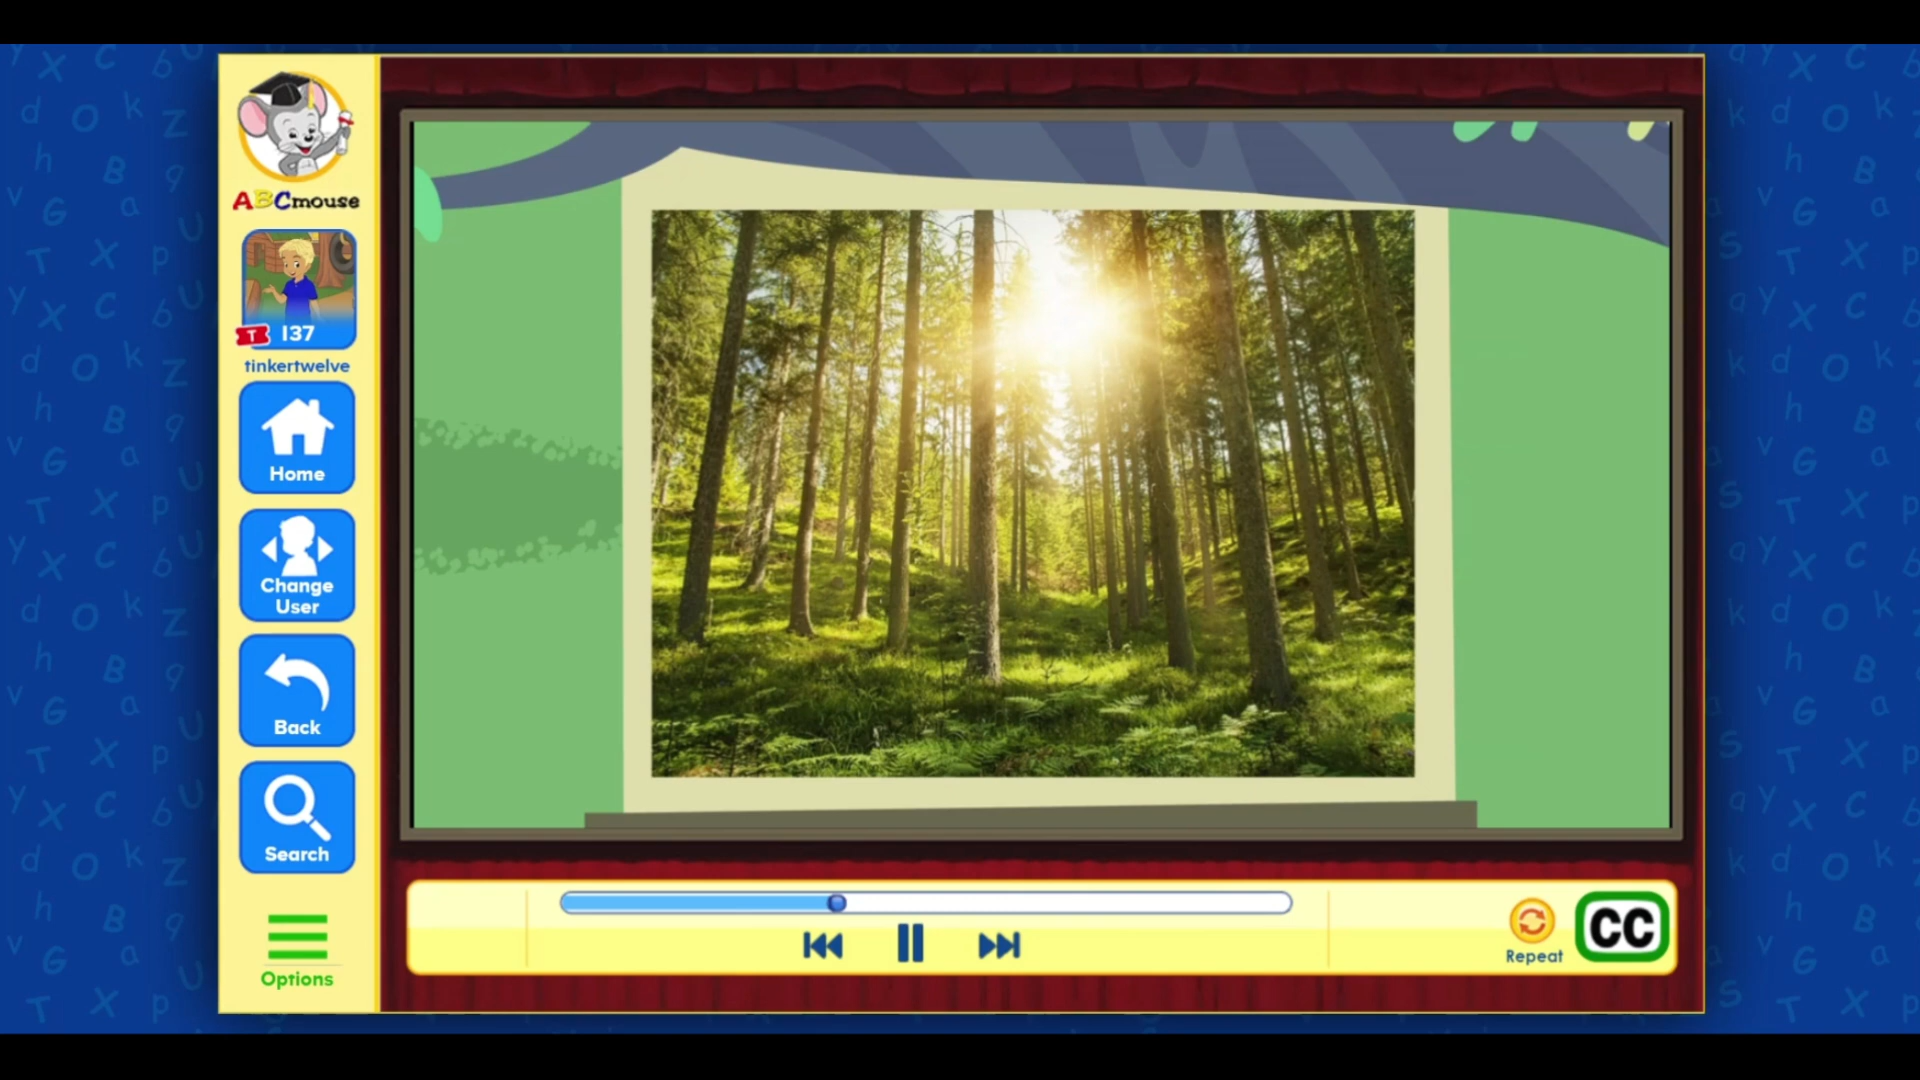 ABCmouse
T 137
tinkertwelve
Home
Change
User
Back
Search
Options
Repeat
CC